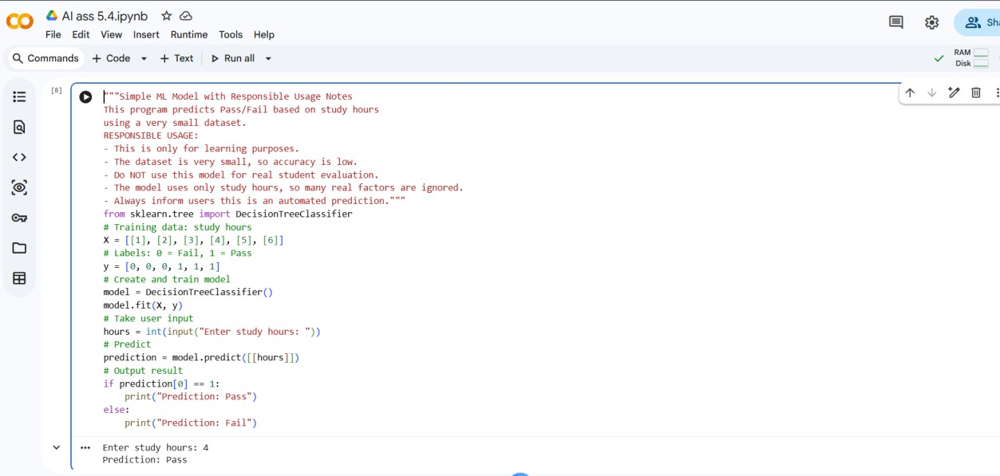 AI ass 5.4.ipynb
File Edit View Insert Runtime Tools Help
Commands + Code + Text Run all
RAM
Disk
[8]
"""Simple ML Model with Responsible Usage Notes
This program predicts Pass/Fail based on study hours
using a very small dataset.
RESPONSIBLE USAGE:
- This is only for learning purposes.
- The dataset is very small, so accuracy is low.
- Do NOT use this model for real student evaluation.
- The model uses only study hours, so many real factors are ignored.
- Always inform users this is an automated prediction."""
from sklearn.tree import DecisionTreeClassifier
# Training data: study hours
X = [[1], [2], [3], [4], [5], [6]]
# Labels: 0 = Fail, 1 = Pass
y = [0, 0, 0, 1, 1, 1]
# Create and train model
model = DecisionTreeClassifier()
model.fit(X, y)
# Take user input
hours = int(input("Enter study hours: "))
# Predict
prediction = model.predict([[hours]])
# Output result
if prediction[0] == 1:
    print("Prediction: Pass")
else:
    print("Prediction: Fail")
Enter study hours: 4
Prediction: Pass